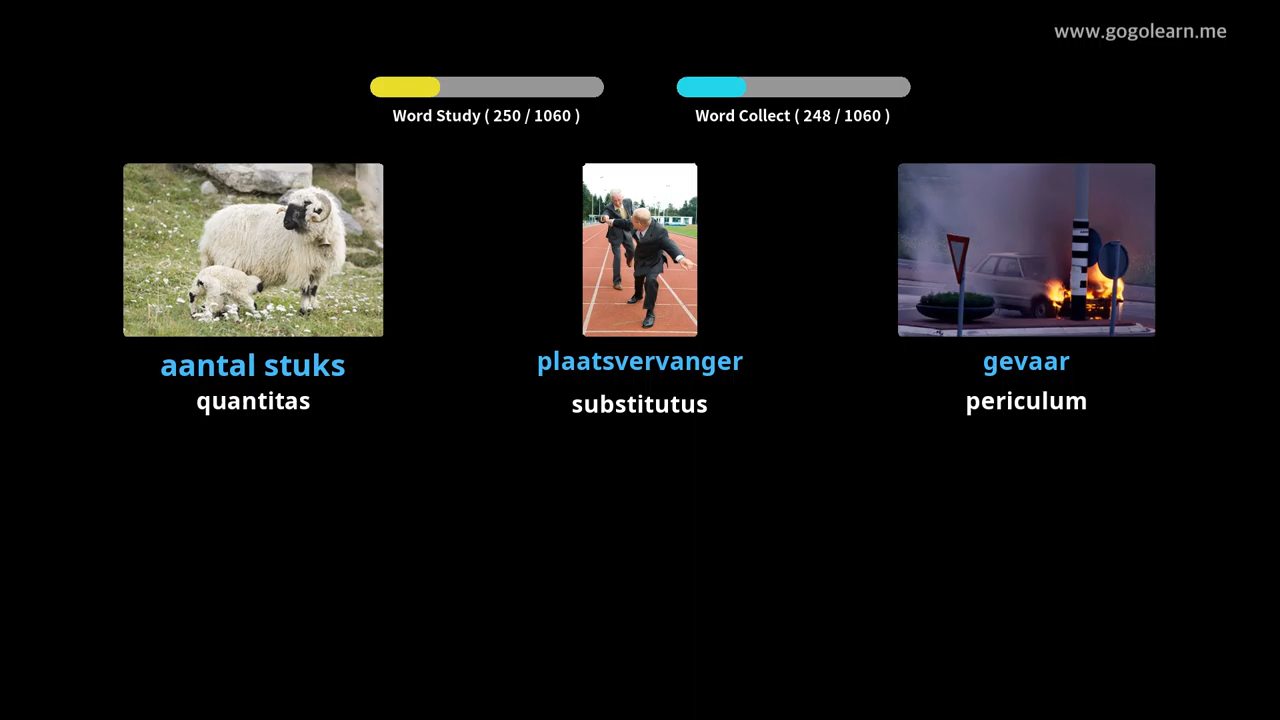 www.gogolearn.me
Word Study ( 250 / 1060 )
Word Collect ( 248 / 1060 )
aantal stuks
quantitas
plaatsvervanger
substitutus
gevaar
periculum